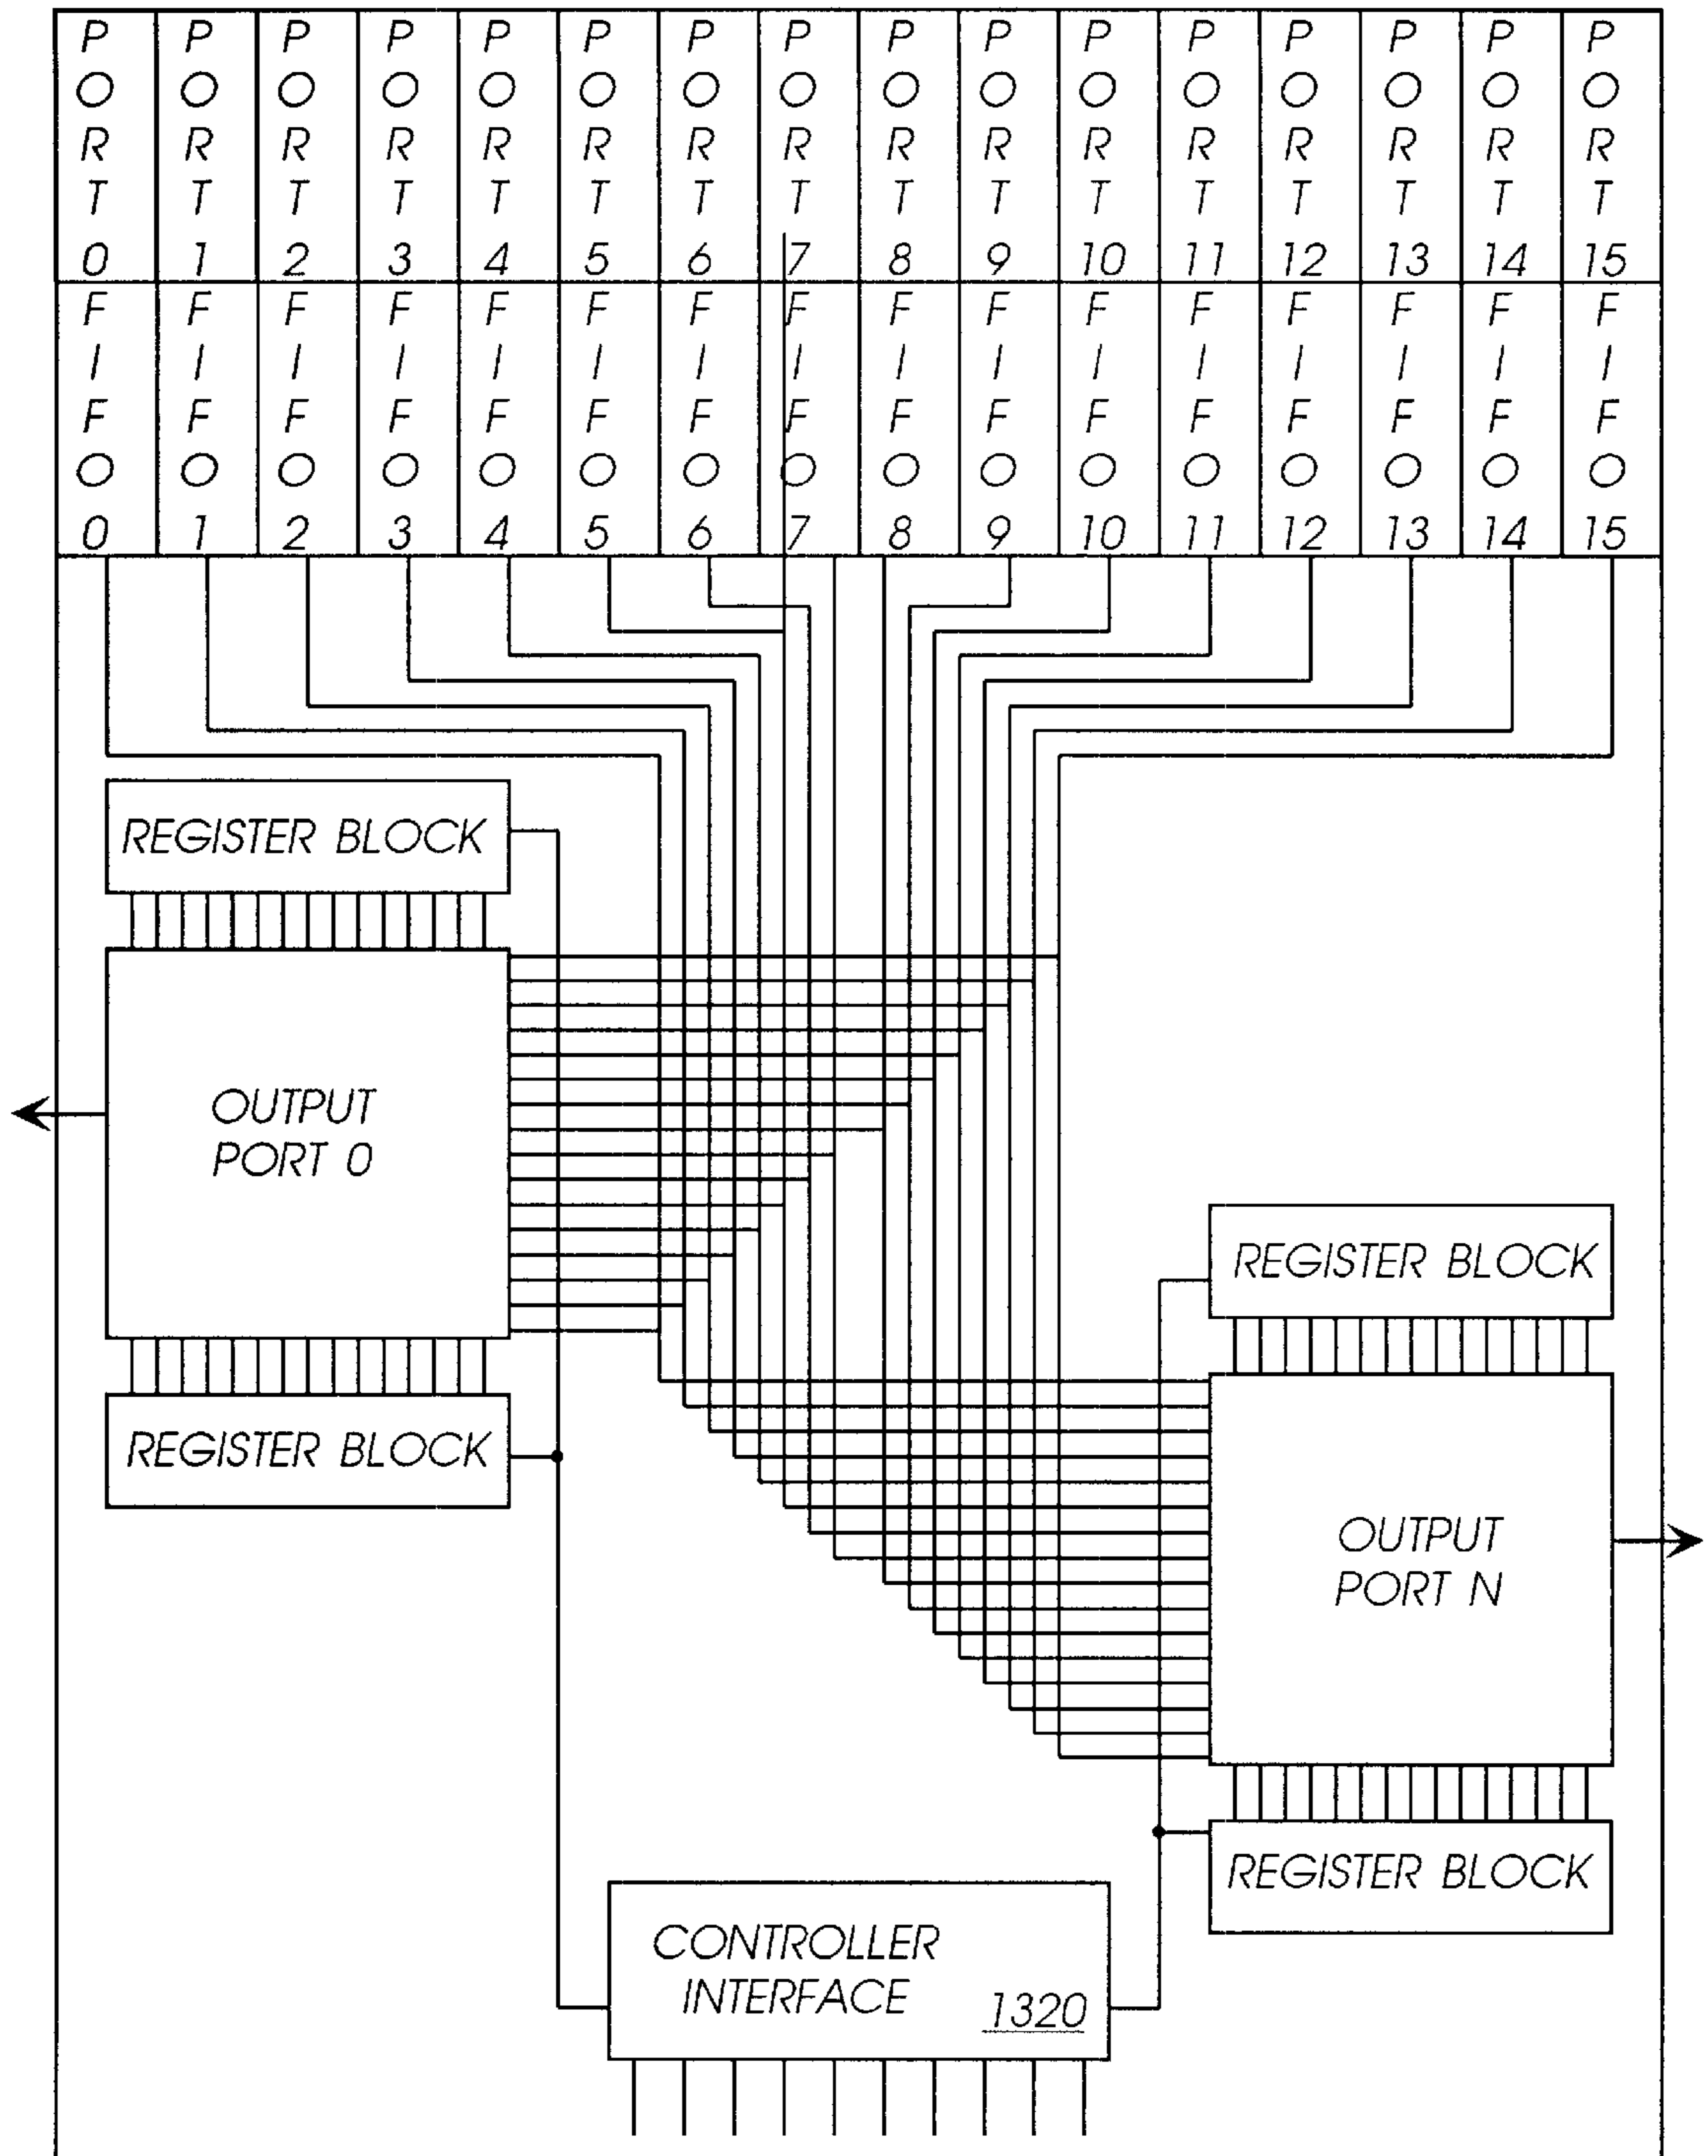 PORT 0
PORT 1
PORT 2
PORT 3
PORT 4
PORT 5
PORT 6
PORT 7
PORT 8
PORT 9
PORT 10
PORT 11
PORT 12
PORT 13
PORT 14
PORT 15
FIFO 0
FIFO 1
FIFO 2
FIFO 3
FIFO 4
FIFO 5
FIFO 6
FIFO 7
FIFO 8
FIFO 9
FIFO 10
FIFO 11
FIFO 12
FIFO 13
FIFO 14
FIFO 15
REGISTER BLOCK
OUTPUT
PORT 0
REGISTER BLOCK
REGISTER BLOCK
OUTPUT
PORT N
REGISTER BLOCK
CONTROLLER
INTERFACE
1320